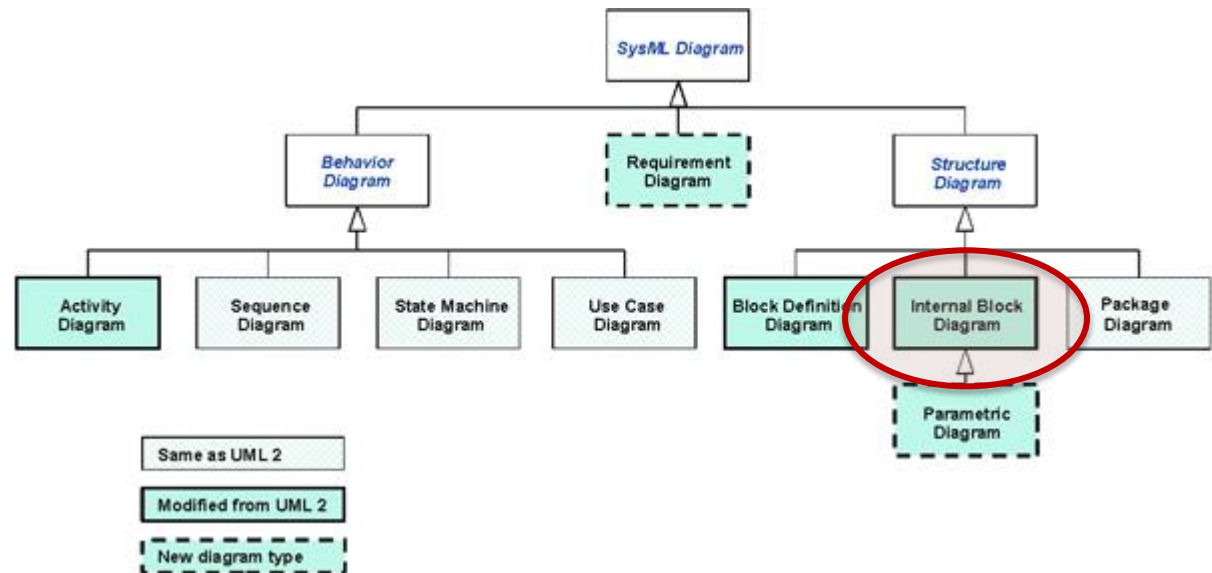 SysML Diagram
Behavior
Diagram
Requirement
Diagram
Structure
Diagram
Activity
Diagram
Sequence
Diagram
State Machine
Diagram
Use Case
Diagram
Block Definition
Diagram
Internal Block
Diagram
Package
Diagram
Parametric
Diagram
Same as UML 2
Modified from UML 2
New diagram type